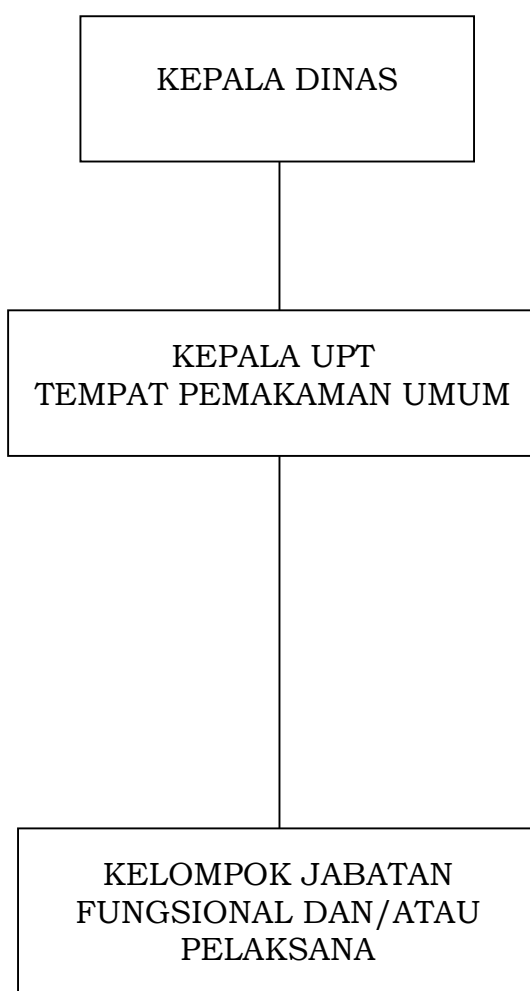 KEPALA DINAS
KEPALA UPT
TEMPAT PEMAKAMAN UMUM
KELOMPOK JABATAN
FUNGSIONAL DAN/ATAU
PELAKSANA